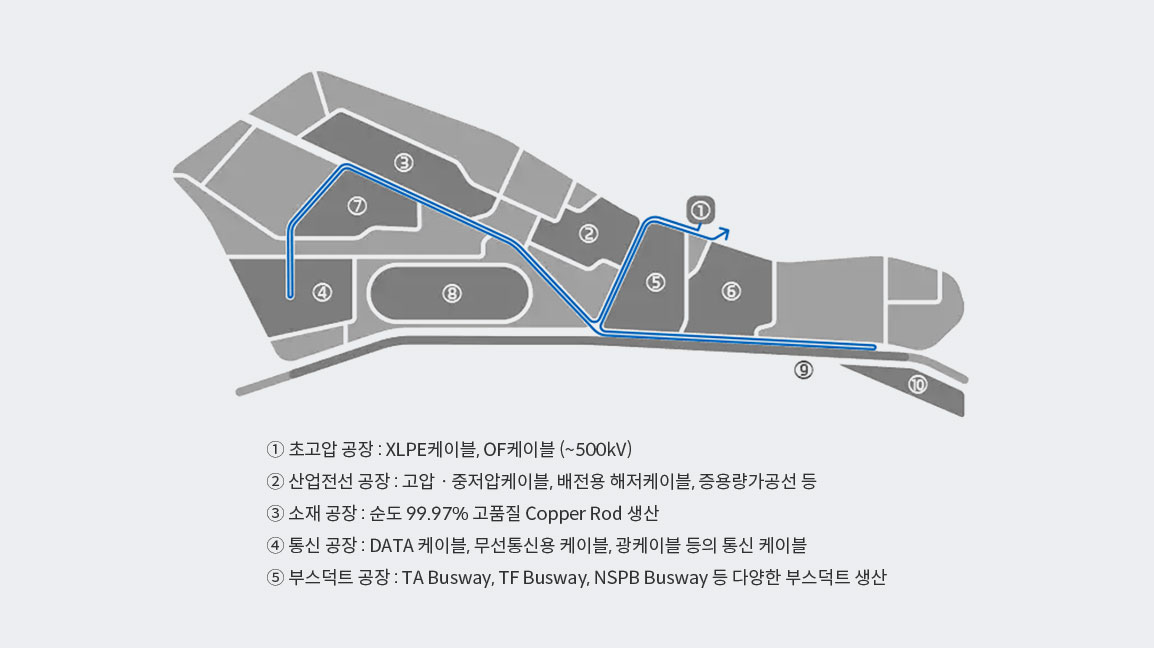 ③
①
⑦
②
⑤
⑥
④
⑧
⑨
⑩
① 초고압 공장 : XLPE케이블, OF케이블 (~500kV)
② 산업전선 공장 : 고압 · 중저압케이블, 배전용 해저케이블, 증용량가공선 등
③ 소재 공장 : 순도 99.97% 고품질 Copper Rod 생산
④ 통신 공장 : DATA 케이블, 무선통신용 케이블, 광케이블 등의 통신 케이블
⑤ 부스덕트 공장 : TA Busway, TF Busway, NSPB Busway 등 다양한 부스덕트 생산